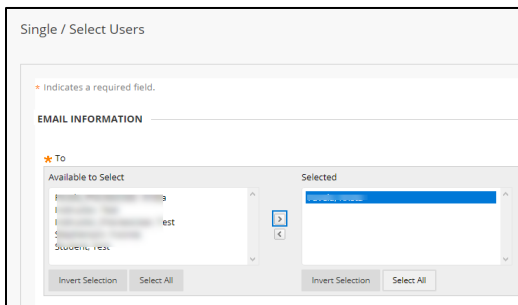 Single / Select Users
* Indicates a required field.
EMAIL INFORMATION
* To
Available to Select
Selected
Student, Test
>
<
Invert Selection
Select All
Invert Selection
Select All